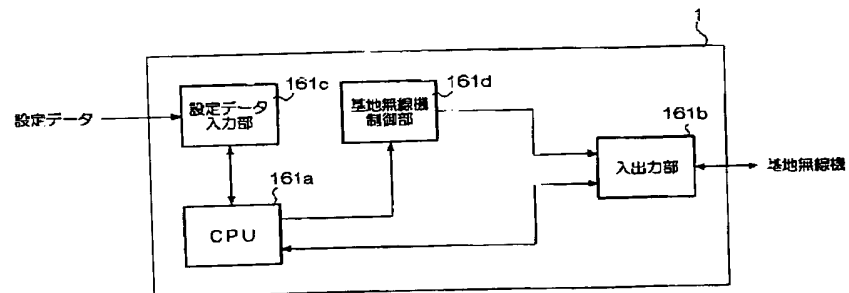 1
161c
161d
設定データ
入力部
基地無線機
制御部
設定データ
161b
入出力部
基地無線機
161a
CPU